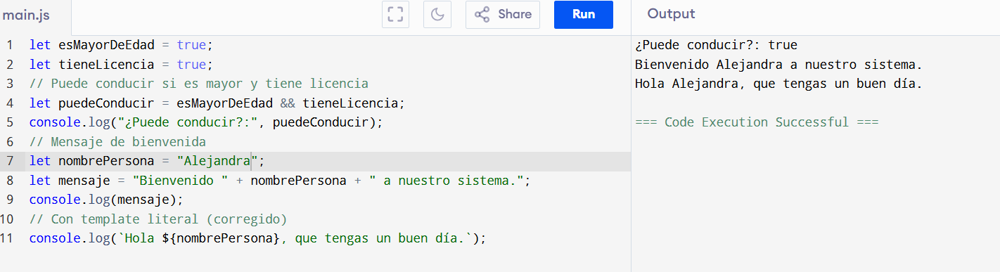 main.js
Share
Run
Output
1 let esMayorDeEdad = true;
2 let tieneLicencia = true;
3 // Puede conducir si es mayor y tiene licencia
4 let puedeConducir = esMayorDeEdad && tieneLicencia;
5 console.log("¿Puede conducir?:", puedeConducir);
6 // Mensaje de bienvenida
7 let nombrePersona = "Alejandra";
8 let mensaje = "Bienvenido " + nombrePersona + " a nuestro sistema.";
9 console.log(mensaje);
10 // Con template literal (corregido)
11 console.log(`Hola ${nombrePersona}, que tengas un buen día.`);
¿Puede conducir?: true
Bienvenido Alejandra a nuestro sistema.
Hola Alejandra, que tengas un buen día.
=== Code Execution Successful ===